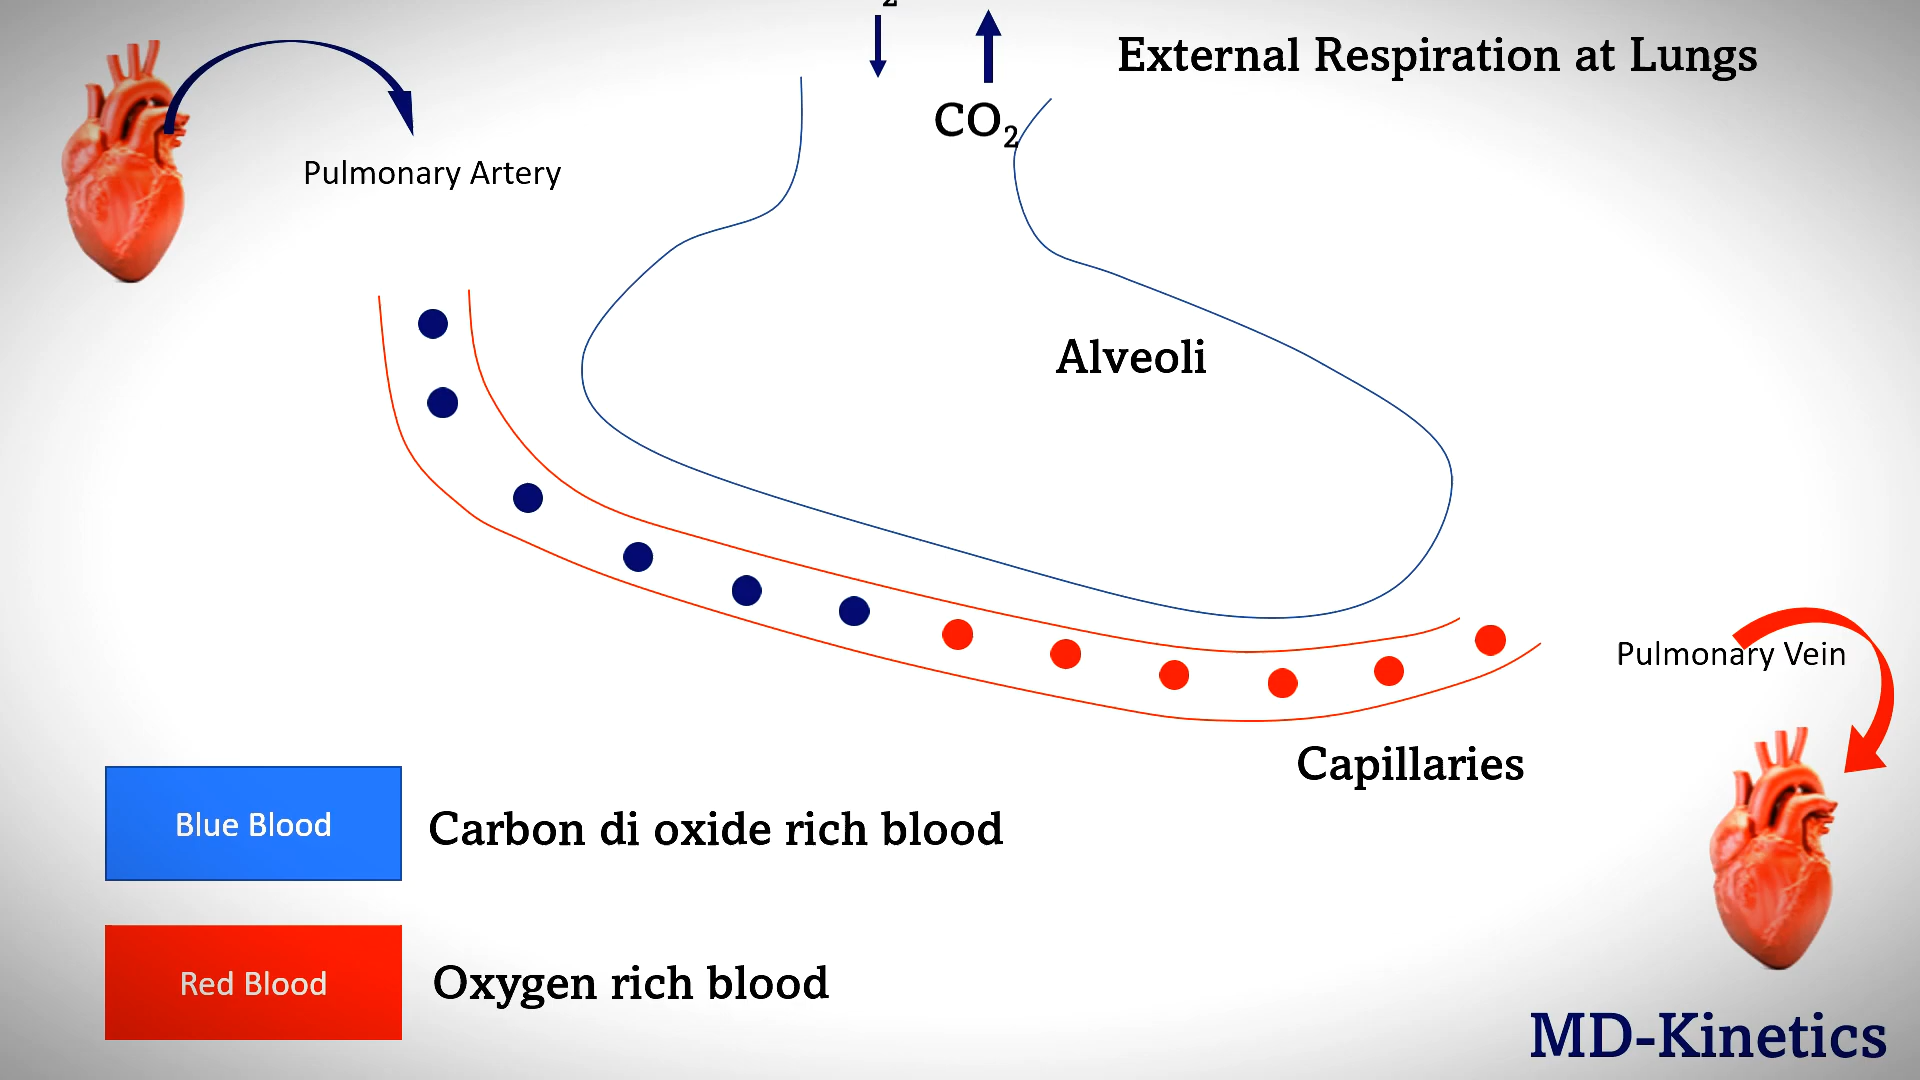 External Respiration at Lungs
CO₂
Pulmonary Artery
Alveoli
Pulmonary Vein
Capillaries
Blue Blood
Carbon di oxide rich blood
Red Blood
Oxygen rich blood
MD-Kinetics